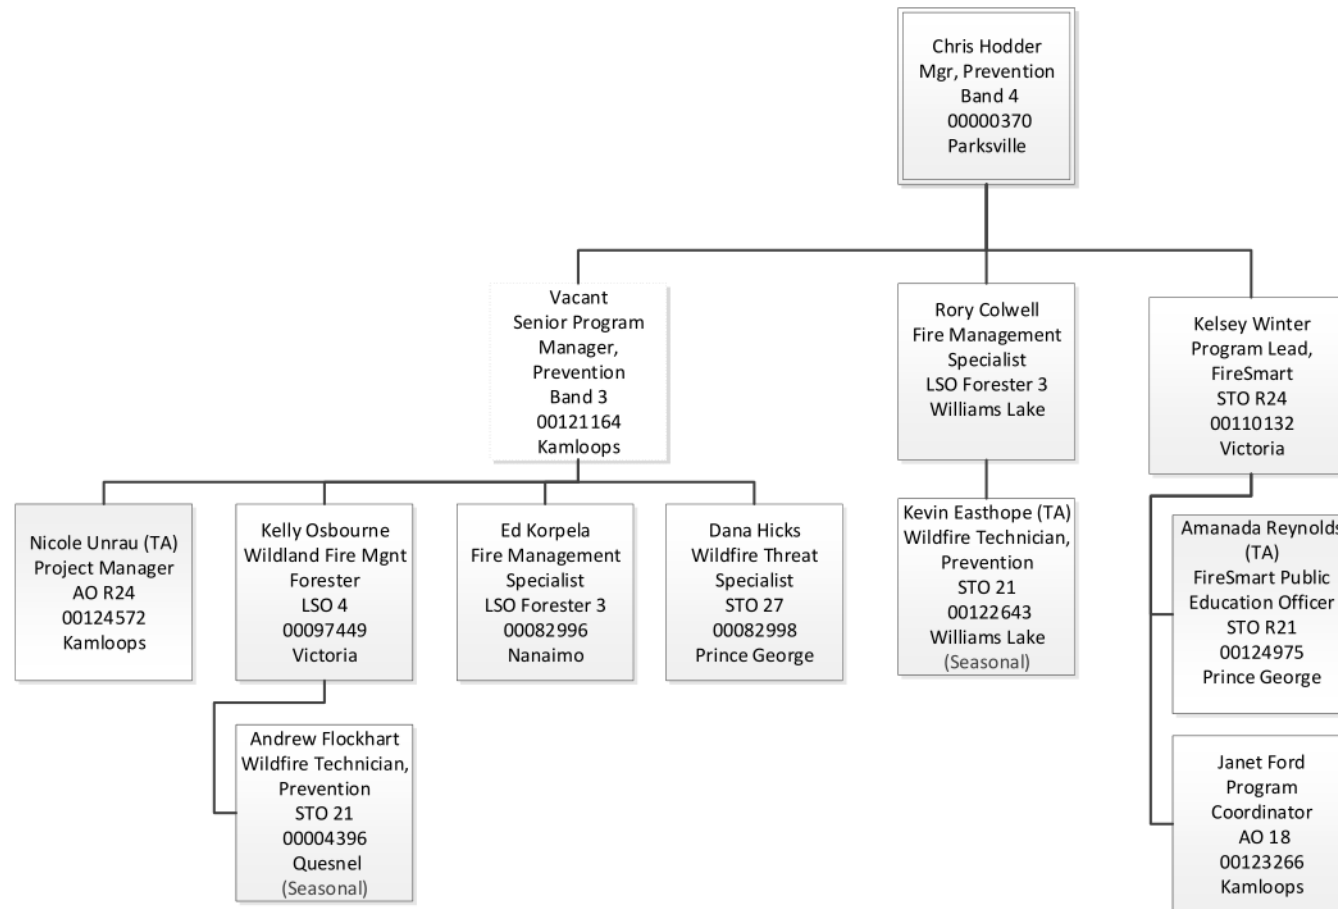 Chris Hodder
Mgr, Prevention
Band 4
00000370
Parksville
Vacant
Senior Program
Manager,
Prevention
Band 3
00121164
Kamloops
Rory Colwell
Fire Management
Specialist
LSO Forester 3
Williams Lake
Kelsey Winter
Program Lead,
FireSmart
STO R24
00110132
Victoria
Nicole Unrau (TA)
Project Manager
AO R24
00124572
Kamloops
Kelly Osbourne
Wildland Fire Mgnt
Forester
LSO 4
00097449
Victoria
Ed Korpela
Fire Management
Specialist
LSO Forester 3
00082996
Nanaimo
Dana Hicks
Wildfire Threat
Specialist
STO 27
00082998
Prince George
Kevin Easthope (TA)
Wildfire Technician,
Prevention
STO 21
00122643
Williams Lake
(Seasonal)
Amanada Reynolds
(TA)
FireSmart Public
Education Officer
STO R21
00124975
Prince George
Andrew Flockhart
Wildfire Technician,
Prevention
STO 21
00004396
Quesnel
(Seasonal)
Janet Ford
Program
Coordinator
AO 18
00123266
Kamloops